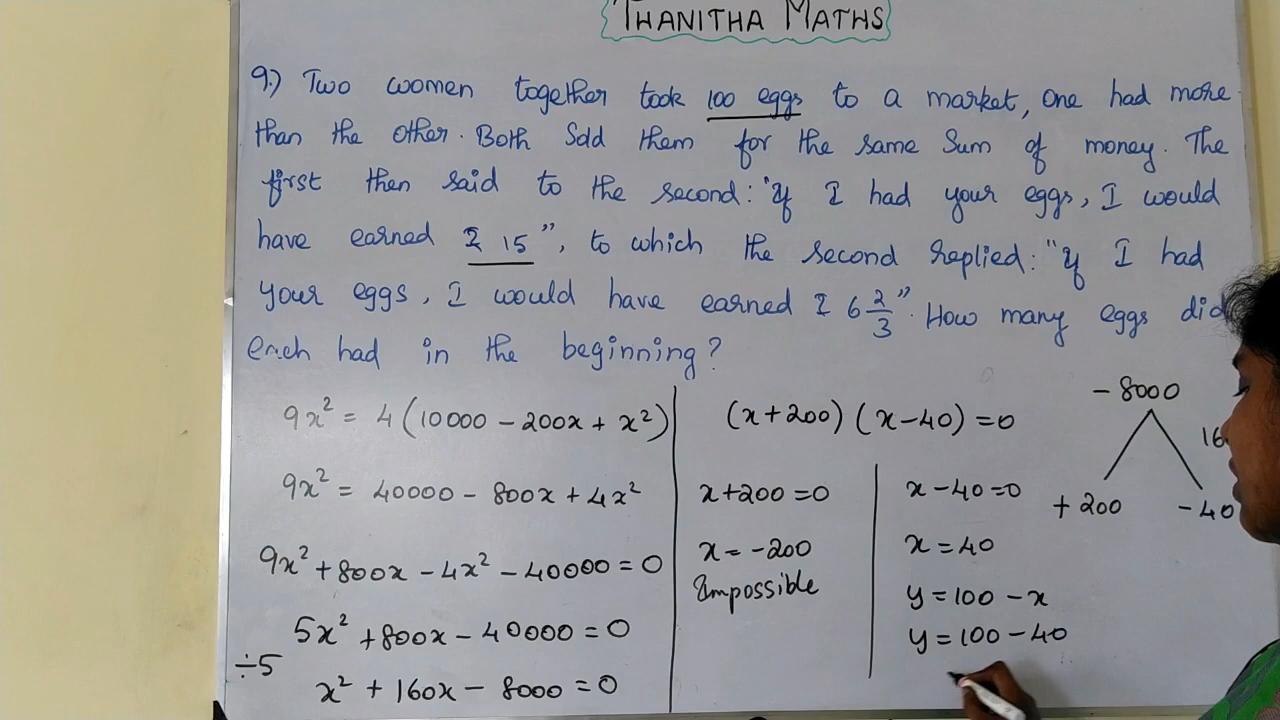 THANITHA MATHS
9.) Two women together took 100 eggs to a market, one had more
than the other. Both Sold them for the same Sum of money. The
first then said to the second: "If I had your eggs, I would
have earned ₹ 15", to which the second replied: "If I had
your eggs, I would have earned ₹ 6 2/3". How many eggs did
each had in the beginning?
9x² = 4(10000 - 200x + x²)
9x² = 40000 - 800x + 4x²
9x² + 800x - 4x² - 40000 = 0
5x² + 800x - 40000 = 0
÷5
x² + 160x - 8000 = 0
(x+200) (x-40) = 0
x+200 = 0
x = -200
Impossible
x - 40 = 0
x = 40
y = 100 - x
y = 100 - 40
- 8000
16
+ 200
- 40